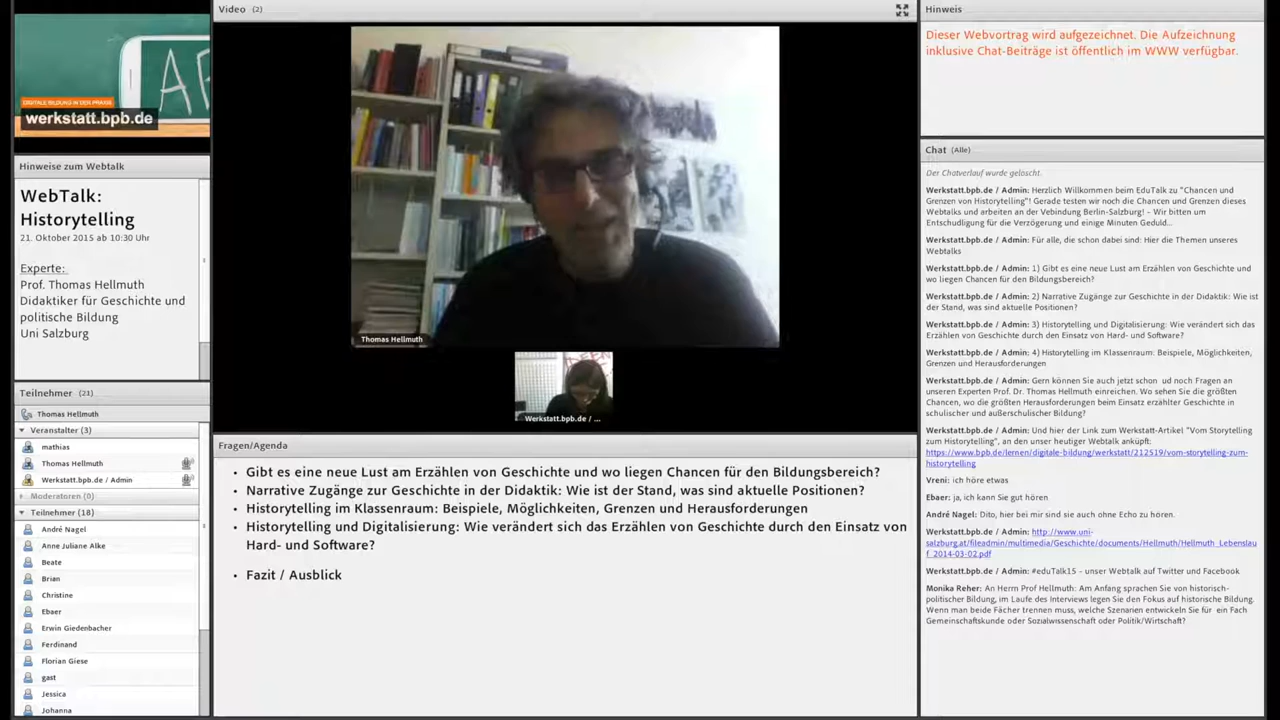 DIGITALE BILDUNG IN DER PRAXIS
werkstatt.bpb.de
Hinweise zum Webtalk
WebTalk:
Historytelling
21. Oktober 2015 ab 10:30 Uhr
Experte:
Prof. Thomas Hellmuth
Didaktiker für Geschichte und
politische Bildung
Uni Salzburg
Teilnehmer (21)
Thomas Hellmuth
Veranstalter (3)
mathias
Thomas Hellmuth
Werkstatt.bpb.de / Admin
Moderatoren (0)
Teilnehmer (18)
André Nagel
Anne Juliane Alke
Beate
Brian
Christine
Ebaer
Erwin Giedenbacher
Ferdinand
Florian Giese
gast
Jessica
Johanna
Video (2)
Thomas Hellmuth
Werkstatt.bpb.de / ...
Fragen/Agenda
• Gibt es eine neue Lust am Erzählen von Geschichte und wo liegen Chancen für den Bildungsbereich?
• Narrative Zugänge zur Geschichte in der Didaktik: Wie ist der Stand, was sind aktuelle Positionen?
• Historytelling im Klassenraum: Beispiele, Möglichkeiten, Grenzen und Herausforderungen
• Historytelling und Digitalisierung: Wie verändert sich das Erzählen von Geschichte durch den Einsatz von
Hard- und Software?
• Fazit / Ausblick
Hinweis
Dieser Webvortrag wird aufgezeichnet. Die Aufzeichnung
inklusive Chat-Beiträge ist öffentlich im WWW verfügbar.
Chat (Alle)
Der Chatverlauf wurde gelöscht.
Werkstatt.bpb.de / Admin: Herzlich Willkommen beim EduTalk zu "Chancen und
Grenzen von Historytelling"! Gerade testen wir noch die Chancen und Grenzen dieses
Webtalks und arbeiten an der Vebindung Berlin-Salzburg! - Wir bitten um
Entschudligung für die Verzögerung und einige Minuten Geduld...
Werkstatt.bpb.de / Admin: Für alle, die schon dabei sind: Hier die Themen unseres
Webtalks
Werkstatt.bpb.de / Admin: 1) Gibt es eine neue Lust am Erzählen von Geschichte und
wo liegen Chancen für den Bildungsbereich?
Werkstatt.bpb.de / Admin: 2) Narrative Zugänge zur Geschichte in der Didaktik: Wie ist
der Stand, was sind aktuelle Positionen?
Werkstatt.bpb.de / Admin: 3) Historytelling und Digitalisierung: Wie verändert sich das
Erzählen von Geschichte durch den Einsatz von Hard- und Software?
Werkstatt.bpb.de / Admin: 4) Historytelling im Klassenraum: Beispiele, Möglichkeiten,
Grenzen und Herausforderungen
Werkstatt.bpb.de / Admin: Gern können Sie auch jetzt schon ud noch Fragen an
unseren Experten Prof. Dr. Thomas Hellmuth einreichen. Wo sehen Sie die größten
Chancen, wo die größten Herausforderungen beim Einsatz erzählter Geschichte in
schulischer und außerschulischer Bildung?
Werkstatt.bpb.de / Admin: Und hier der Link zum Werkstatt-Artikel "Vom Storytelling
zum Historytelling", an den unser heutiger Webtalk anküpft:
https://www.bpb.de/lernen/digitale-bildung/werkstatt/212519/vom-storytelling-zum-
historytelling
Vreni: ich höre etwas
Ebaer: ja, ich kann Sie gut hören
André Nagel: Dito, hier bei mir sind sie auch ohne Echo zu hören.
Werkstatt.bpb.de / Admin: http://www.uni-
salzburg.at/fileadmin/multimedia/Geschichte/documents/Hellmuth/Hellmuth_Lebenslau
f_2014-03-02.pdf
Werkstatt.bpb.de / Admin: #eduTalk15 - unser Webtalk auf Twitter und Facebook
Monika Reher: An Herrn Prof Hellmuth: Am Anfang sprachen Sie von historisch-
politischer Bildung, im Laufe des Interviews legen Sie den Fokus auf historische Bildung.
Wenn man beide Fächer trennen muss, welche Szenarien entwickeln Sie für ein Fach
Gemeinschaftskunde oder Sozialwissenschaft oder Politik/Wirtschaft?